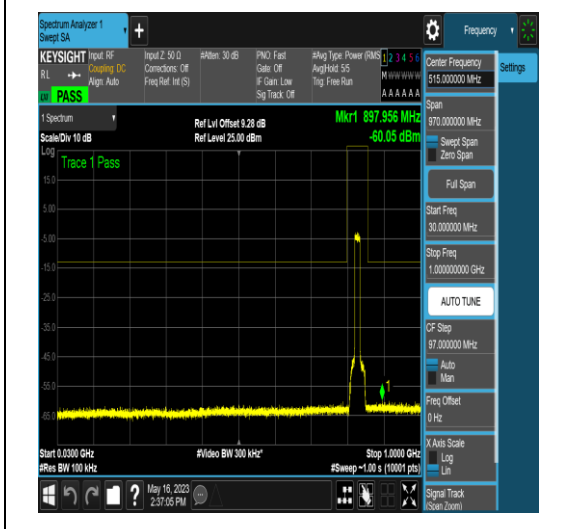 Spectrum Analyzer 1
Swept SA
+
Frequency
KEYSIGHT
RL
Input: RF
Coupling: DC
Align: Auto
Input Z: 50 Ω
Corrections: Off
Freq Ref: Int (S)
#Atten: 30 dB
PNO: Fast
Gate: Off
IF Gain: Low
Sig Track: Off
#Avg Type: Power (RMS
Avg|Hold: 5/5
Trig: Free Run
1 2 3 4 5 6
M W W W W W
A A A A A A
PASS
1 Spectrum
Scale/Div 10 dB
Ref Lvl Offset 9.28 dB
Ref Level 25.00 dBm
Mkr1 897.956 MHz
-60.05 dBm
Log
Trace 1 Pass
15.0
5.00
-5.00
-15.0
-25.0
-35.0
-45.0
-55.0
-65.0
1
Start 0.0300 GHz
#Res BW 100 kHz
#Video BW 300 kHz*
Stop 1.0000 GHz
#Sweep ~1.00 s (10001 pts)
May 16, 2023
2:37:05 PM
?
Center Frequency
515.000000 MHz
Settings
Span
970.000000 MHz
Swept Span
Zero Span
Full Span
Start Freq
30.000000 MHz
Stop Freq
1.000000000 GHz
AUTO TUNE
CF Step
97.000000 MHz
Auto
Man
Freq Offset
0 Hz
X Axis Scale
Log
Lin
Signal Track
(Span Zoom)